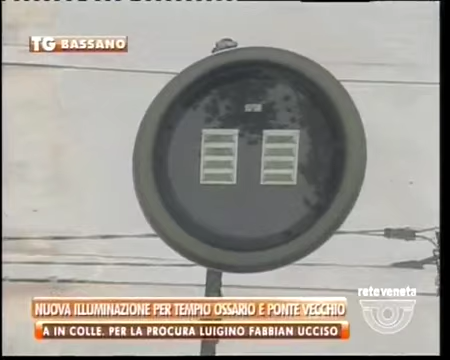 TG BASSANO
NUOVA ILLUMINAZIONE PER TEMPIO OSSARIO E PONTE VECCHIO
reteveneta
A IN COLLE. PER LA PROCURA LUIGINO FABBIAN UCCISO